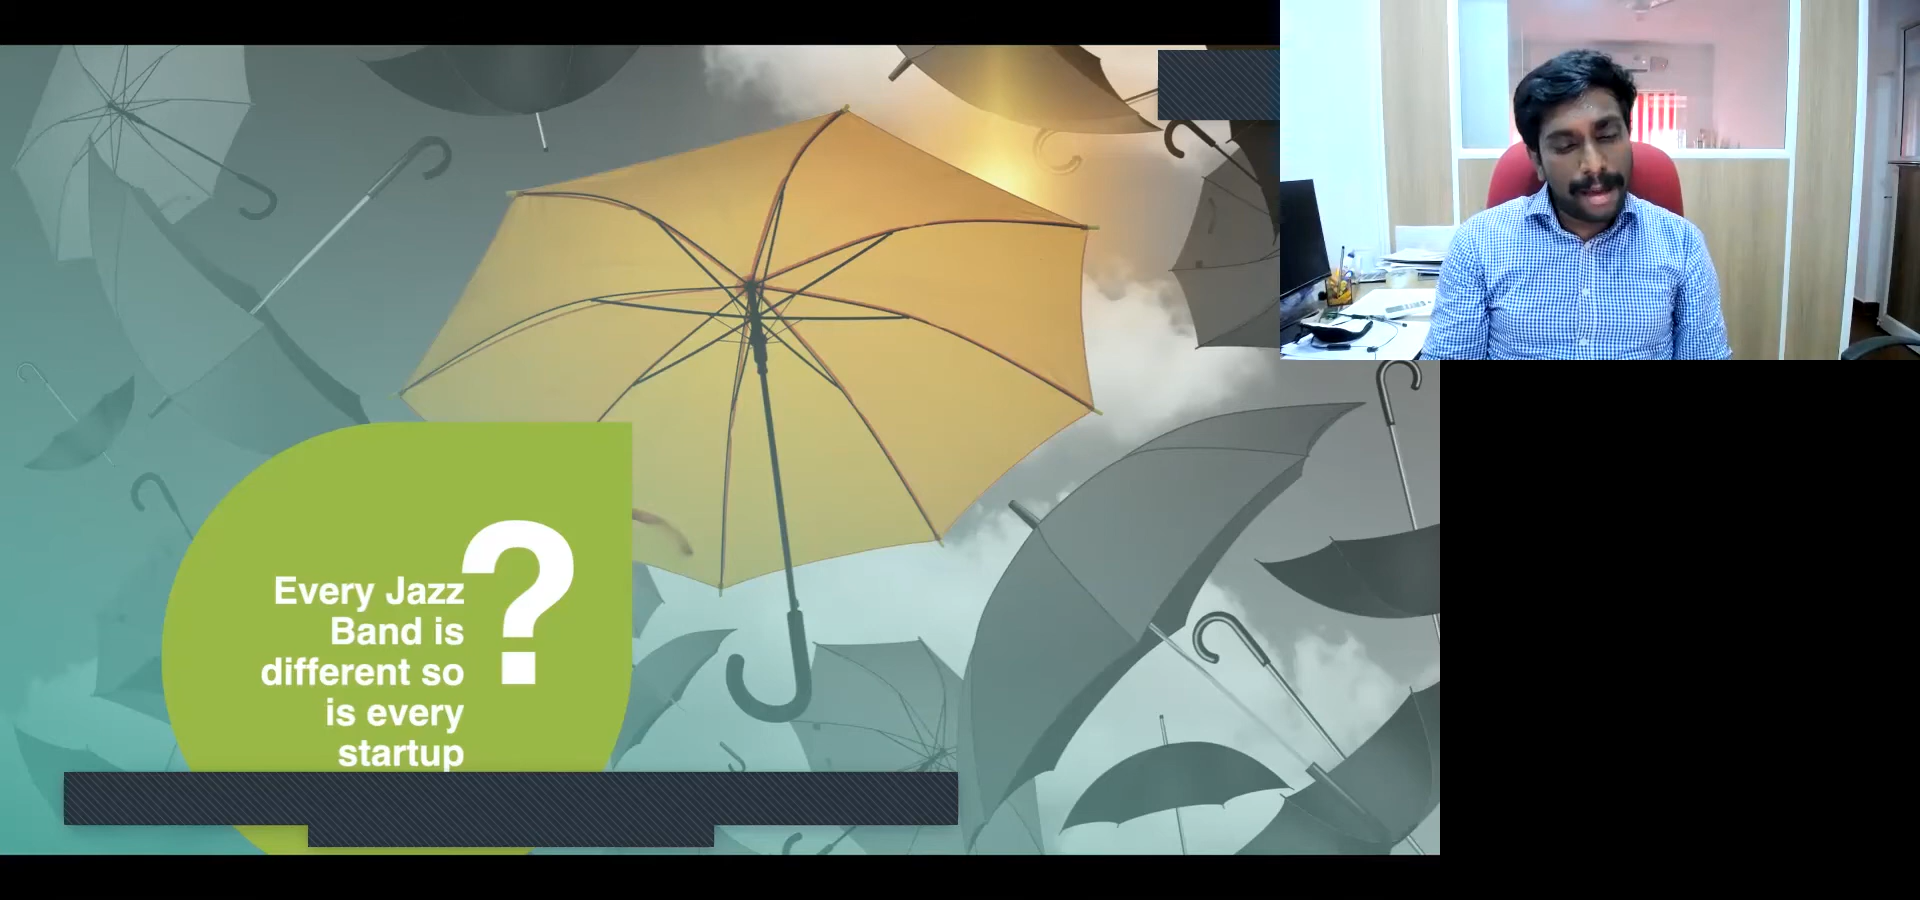 Every Jazz
Band is
different so
is every
startup
?